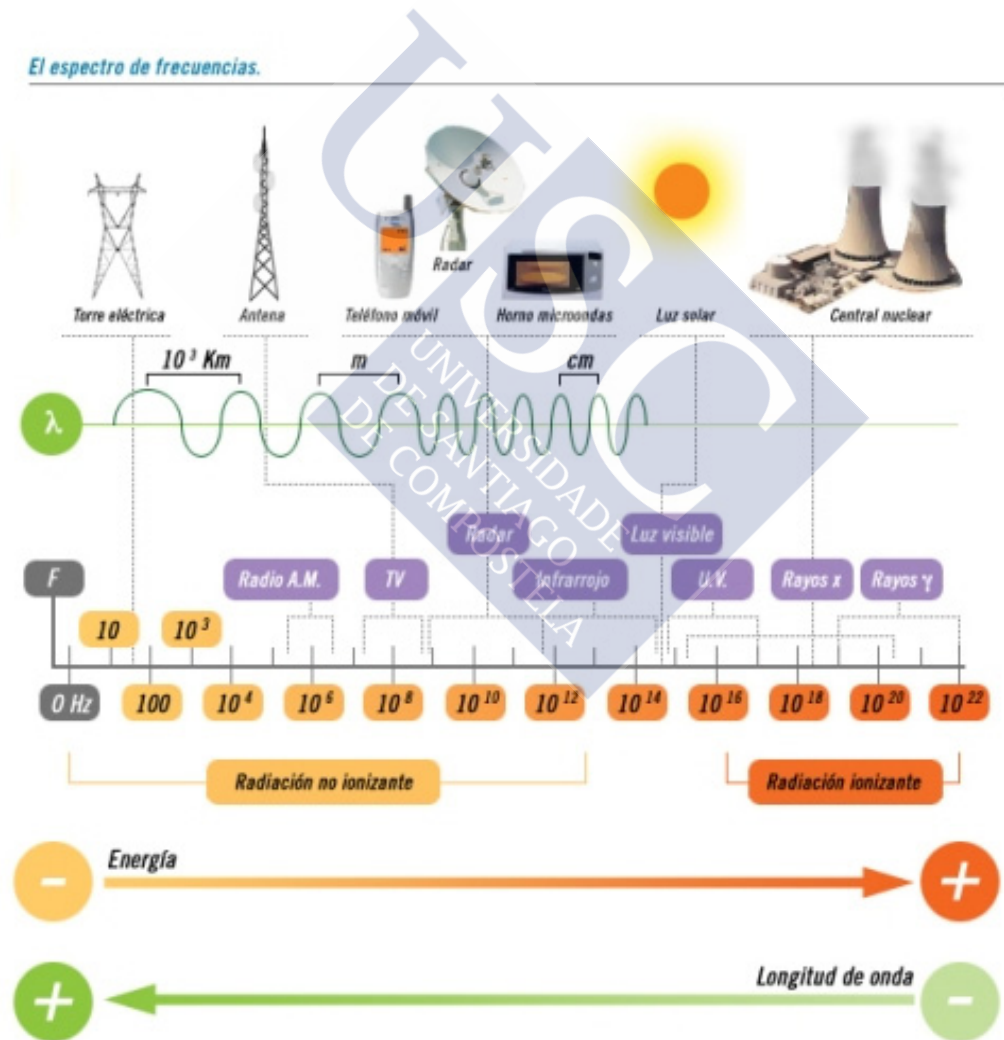 El espectro de frecuencias.
Radar
Torre eléctrica
Antena
Teléfono móvil
Horno microondas
Luz solar
Central nuclear
10³ Km
m
cm
λ
USC
UNIVERSIDADE
DE SANTIAGO
DE COMPOSTELA
Radar
Luz visible
F
Radio A.M.
TV
Infrarrojo
U.V.
Rayos x
Rayos γ
10
10³
0 Hz
100
10⁴
10⁶
10⁸
10¹⁰
10¹²
10¹⁴
10¹⁶
10¹⁸
10²⁰
10²²
Radiación no ionizante
Radiación ionizante
Energía
-
+
Longitud de onda
+
-